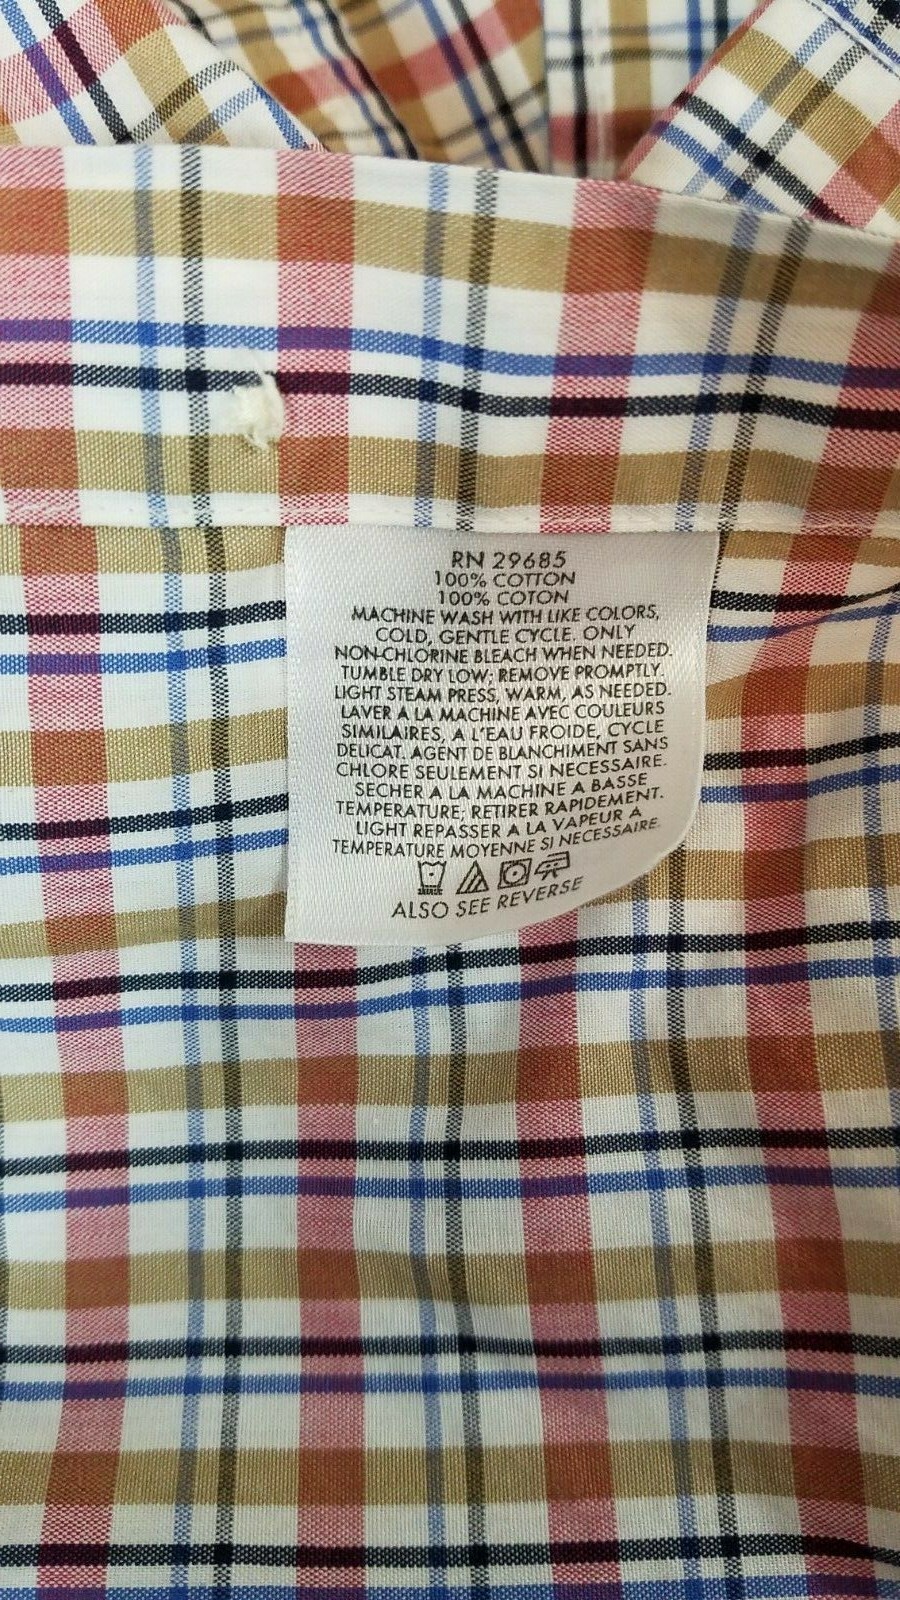 RN 29685
100% COTTON
100% COTON
MACHINE WASH WITH LIKE COLORS,
COLD, GENTLE CYCLE. ONLY
NON-CHLORINE BLEACH WHEN NEEDED.
TUMBLE DRY LOW; REMOVE PROMPTLY.
LIGHT STEAM PRESS, WARM, AS NEEDED.
LAVER A LA MACHINE AVEC COULEURS
SIMILAIRES, A L'EAU FROIDE, CYCLE
DELICAT. AGENT DE BLANCHIMENT SANS
CHLORE SEULEMENT SI NECESSAIRE.
SECHER A LA MACHINE A BASSE
TEMPERATURE; RETIRER RAPIDEMENT.
LIGHT REPASSER A LA VAPEUR A
TEMPERATURE MOYENNE SI NECESSAIRE.
ALSO SEE REVERSE